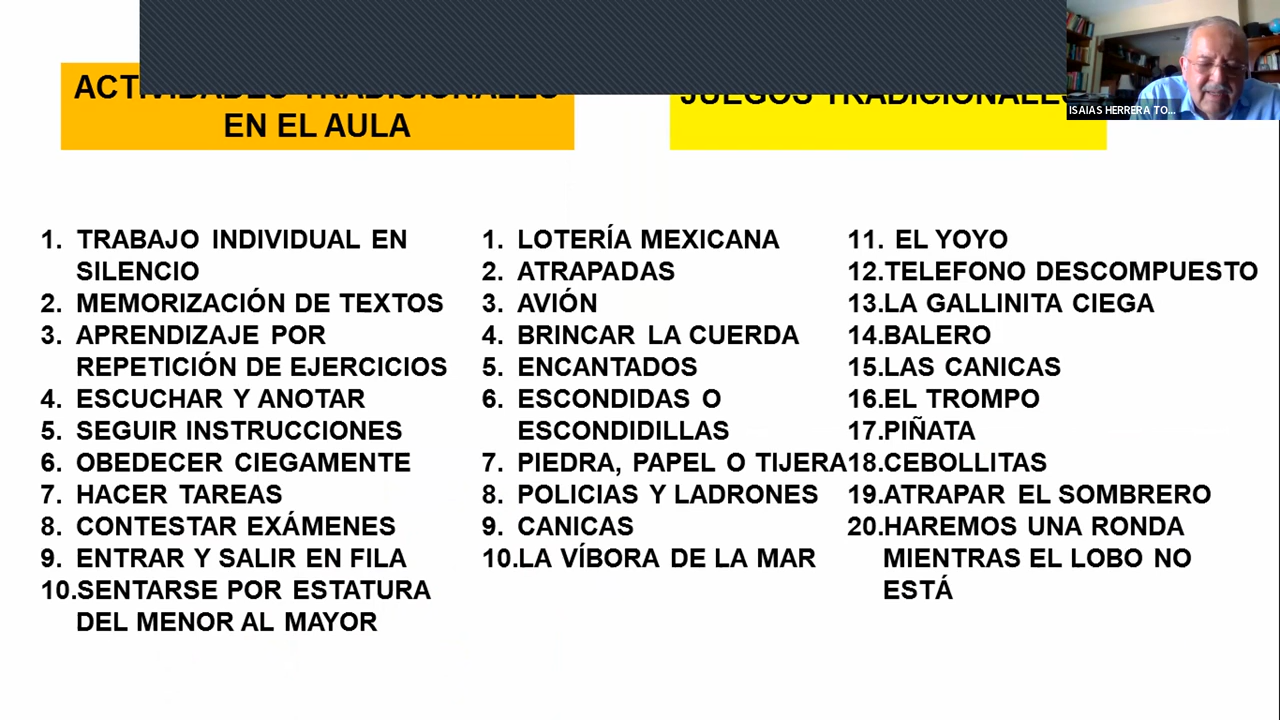 ACTIVIDADES TRADICIONALES
EN EL AULA
JUEGOS TRADICIONALES
ISAIAS HERRERA TO...
1. TRABAJO INDIVIDUAL EN
SILENCIO
2. MEMORIZACIÓN DE TEXTOS
3. APRENDIZAJE POR
REPETICIÓN DE EJERCICIOS
4. ESCUCHAR Y ANOTAR
5. SEGUIR INSTRUCCIONES
6. OBEDECER CIEGAMENTE
7. HACER TAREAS
8. CONTESTAR EXÁMENES
9. ENTRAR Y SALIR EN FILA
10.SENTARSE POR ESTATURA
DEL MENOR AL MAYOR
1. LOTERÍA MEXICANA
2. ATRAPADAS
3. AVIÓN
4. BRINCAR LA CUERDA
5. ENCANTADOS
6. ESCONDIDAS O
ESCONDIDILLAS
7. PIEDRA, PAPEL O TIJERA
8. POLICIAS Y LADRONES
9. CANICAS
10.LA VÍBORA DE LA MAR
11. EL YOYO
12.TELEFONO DESCOMPUESTO
13.LA GALLINITA CIEGA
14.BALERO
15.LAS CANICAS
16.EL TROMPO
17.PIÑATA
18.CEBOLLITAS
19.ATRAPAR EL SOMBRERO
20.HAREMOS UNA RONDA
MIENTRAS EL LOBO NO
ESTÁ